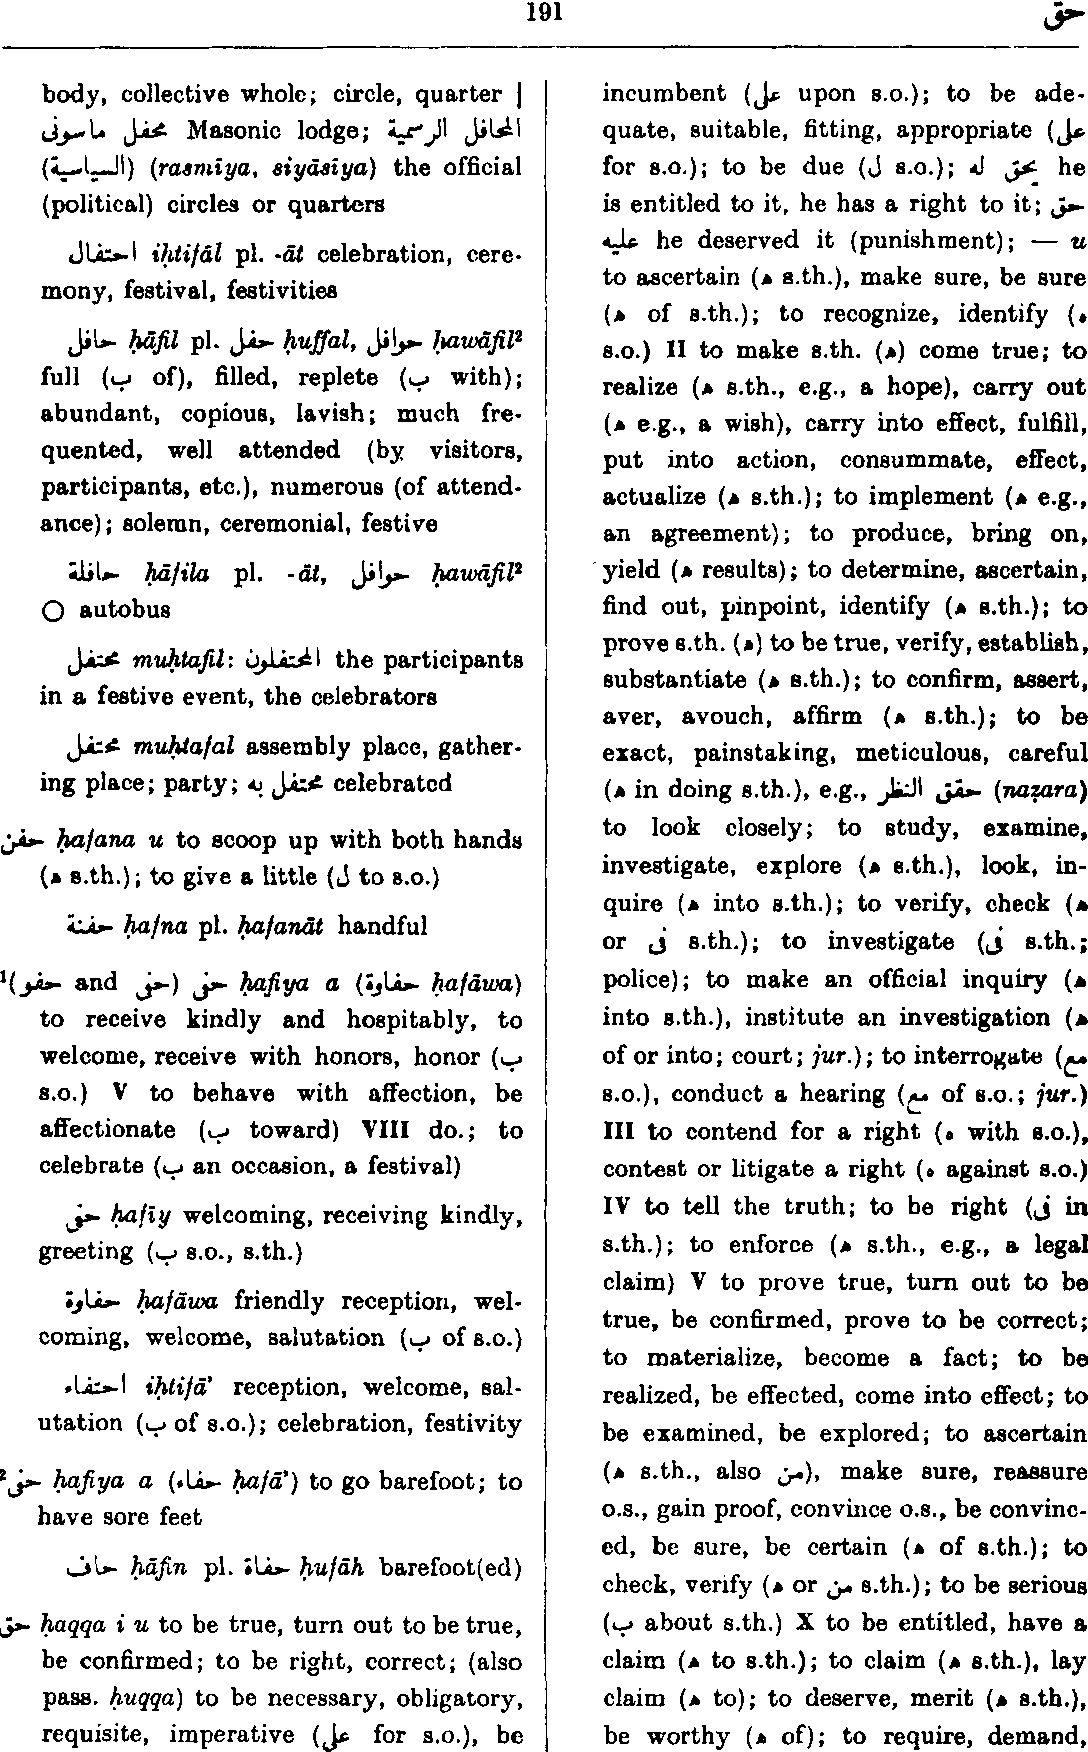 191
حق
body, collective whole; circle, quarter |
محفل ماسونى Masonic lodge; المحافل الرسمية
(السياسية) (rasmīya, siyāsīya) the official
(political) circles or quarters
احتفال iḥtifāl pl. -āt celebration, cere-
mony, festival, festivities
حافل ḥāfil pl. حفل ḥuffal, حوافل ḥawāfil²
full (ب of), filled, replete (ب with);
abundant, copious, lavish; much fre-
quented, well attended (by visitors,
participants, etc.), numerous (of attend-
ance); solemn, ceremonial, festive
حافلة ḥāfila pl. -āt, حوافل ḥawāfil²
○ autobus
محتفل muḥtafil: المحتفلون the participants
in a festive event, the celebrators
محتفل muḥtafal assembly place, gather-
ing place; party; محتفل به celebrated
حفن ḥafana u to scoop up with both hands
(ه s.th.); to give a little (ل to s.o.)
حفنة ḥafna pl. ḥafanāt handful
¹(حفو and حفى) حفى ḥafiya a (حفاوة ḥafāwa)
to receive kindly and hospitably, to
welcome, receive with honors, honor (ب
s.o.) V to behave with affection, be
affectionate (ب toward) VIII do.; to
celebrate (ب an occasion, a festival)
حفى ḥafīy welcoming, receiving kindly,
greeting (ب s.o., s.th.)
حفاوة ḥafāwa friendly reception, wel-
coming, welcome, salutation (ب of s.o.)
احتفاء iḥtifā’ reception, welcome, sal-
utation (ب of s.o.); celebration, festivity
²حفى ḥafiya a (حفاء ḥafā’) to go barefoot; to
have sore feet
حاف ḥāfin pl. حفاة ḥufāh barefoot(ed)
حق ḥaqqa i u to be true, turn out to be true,
be confirmed; to be right, correct; (also
pass. ḥuqqa) to be necessary, obligatory,
requisite, imperative (على for s.o.), be
incumbent (على upon s.o.); to be ade-
quate, suitable, fitting, appropriate (على
for s.o.); to be due (ل s.o.); يحق له he
is entitled to it, he has a right to it; حق
عليه he deserved it (punishment); — u
to ascertain (ه s.th.), make sure, be sure
(ه of s.th.); to recognize, identify (ه
s.o.) II to make s.th. (ه) come true; to
realize (ه s.th., e.g., a hope), carry out
(ه e.g., a wish), carry into effect, fulfill,
put into action, consummate, effect,
actualize (ه s.th.); to implement (ه e.g.,
an agreement); to produce, bring on,
yield (ه results); to determine, ascertain,
find out, pinpoint, identify (ه s.th.); to
prove s.th. (ه) to be true, verify, establish,
substantiate (ه s.th.); to confirm, assert,
aver, avouch, affirm (ه s.th.); to be
exact, painstaking, meticulous, careful
(ه in doing s.th.), e.g., حقق النظر (naẓara)
to look closely; to study, examine,
investigate, explore (ه s.th.), look, in-
quire (ه into s.th.); to verify, check (ه
or فى s.th.); to investigate (فى s.th.;
police); to make an official inquiry (ه
into s.th.), institute an investigation (ه
of or into; court; jur.); to interrogate (مع
s.o.), conduct a hearing (مع of s.o.; jur.)
III to contend for a right (ه with s.o.),
contest or litigate a right (ه against s.o.)
IV to tell the truth; to be right (فى in
s.th.); to enforce (ه s.th., e.g., a legal
claim) V to prove true, turn out to be
true, be confirmed, prove to be correct;
to materialize, become a fact; to be
realized, be effected, come into effect; to
be examined, be explored; to ascertain
(ه s.th., also من), make sure, reassure
o.s., gain proof, convince o.s., be convinc-
ed, be sure, be certain (ه of s.th.); to
check, verify (ه or من s.th.); to be serious
(ب about s.th.) X to be entitled, have a
claim (ه to s.th.); to claim (ه s.th.), lay
claim (ه to); to deserve, merit (ه s.th.),
be worthy (ه of); to require, demand,